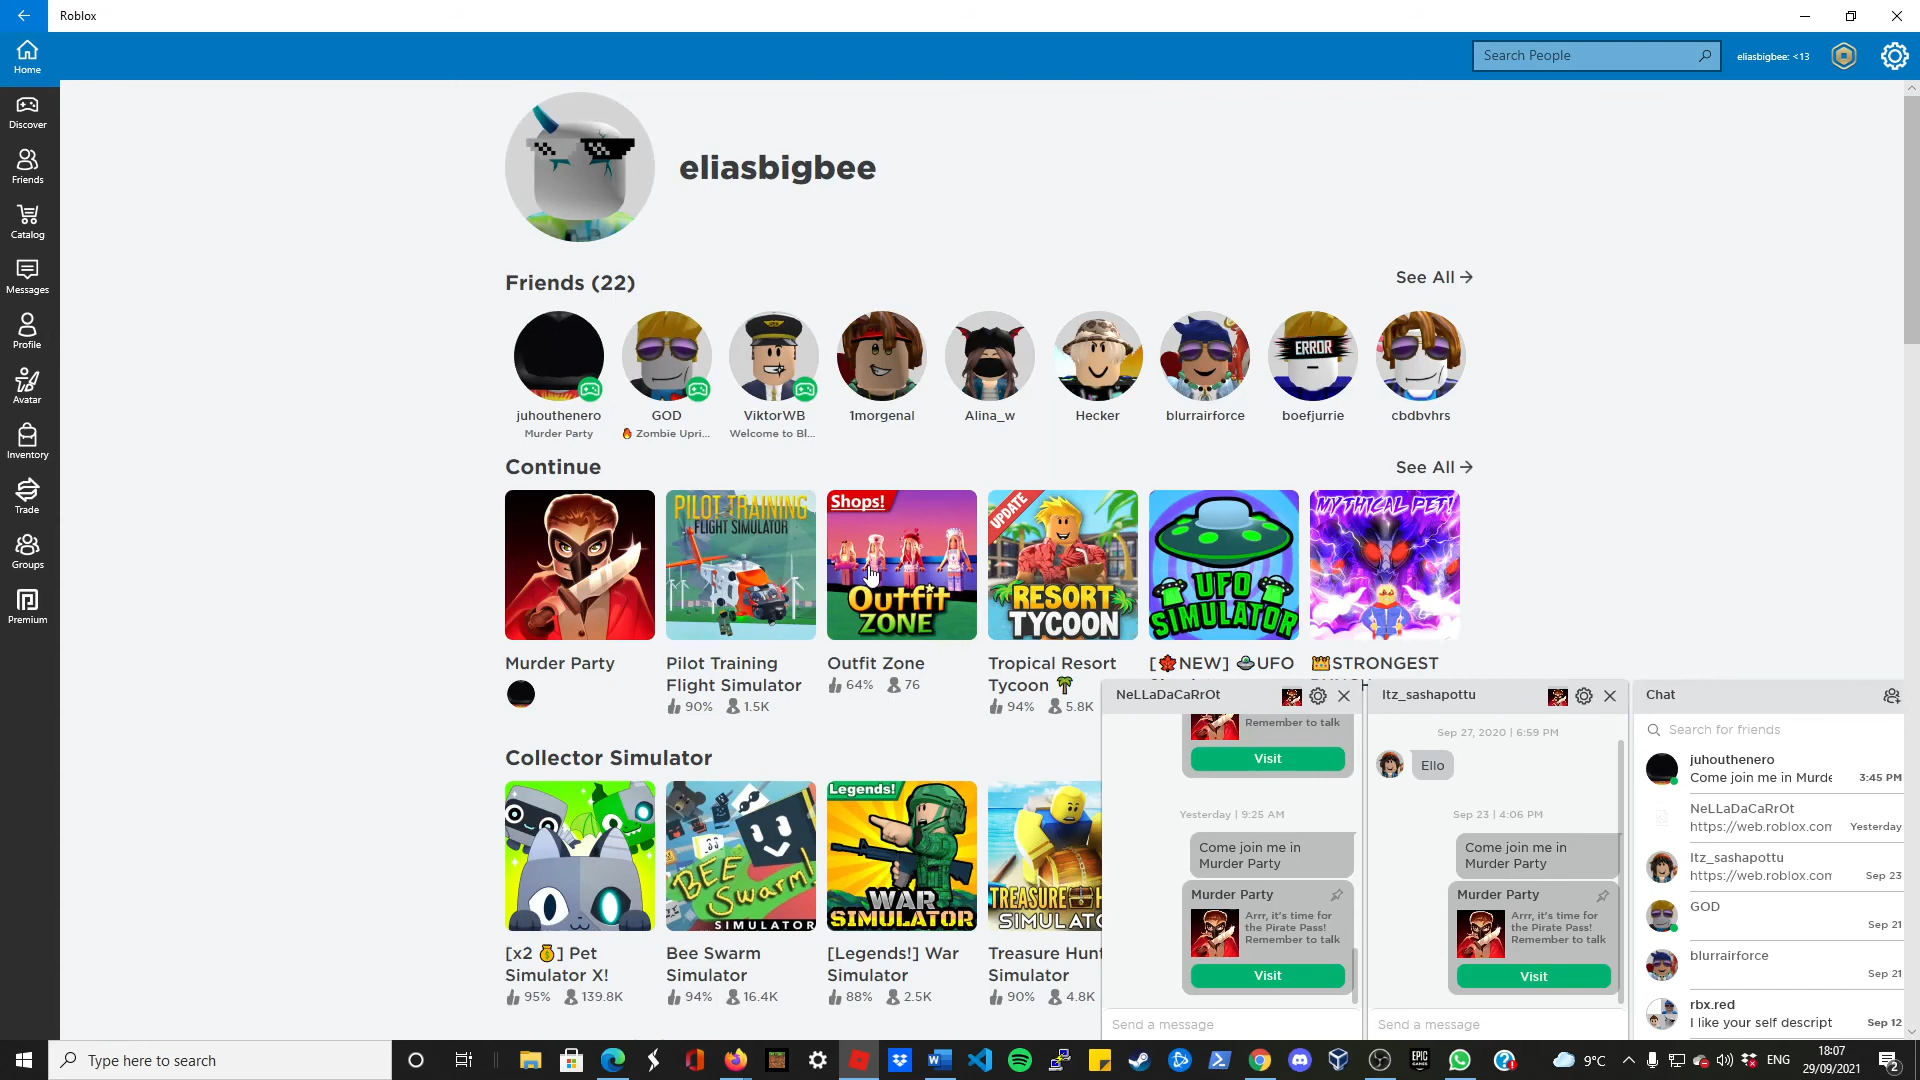 Roblox
Home
Search People
eliasbigbee: <13
Discover
Friends
Catalog
Messages
Profile
Avatar
Inventory
Trade
Groups
Premium
eliasbigbee
Friends (22)
See All
juhouthenero
Murder Party
GOD
🔥 Zombie Upri...
ViktorWB
Welcome to Bl...
1morgenal
Alina_w
Hecker
blurrairforce
ERROR
boefjurrie
cbdbvhrs
Continue
See All
Murder Party
PILOT TRAINING
FLIGHT SIMULATOR
Pilot Training
Flight Simulator
90% 1.5K
Shops!
Outfit
ZONE
Outfit Zone
64% 76
UPDATE
RESORT
TYCOON
Tropical Resort
Tycoon 🌴
94% 5.8K
UFO
SIMULATOR
[🍁NEW] 🛸UFO
MYTHICAL PET!
👑STRONGEST
Collector Simulator
[x2 💰] Pet
Simulator X!
95% 139.8K
BEE
SWARM!
SIMULATOR
Bee Swarm
Simulator
94% 16.4K
Legends!
WAR
SIMULATOR
[Legends!] War
Simulator
88% 2.5K
TREASURE H
SIMULATO
Treasure Hunt
Simulator
90% 4.8K
NeLLaDaCaRrOt
Remember to talk
Visit
Yesterday | 9:25 AM
Come join me in
Murder Party
Murder Party
Arrr, it's time for
the Pirate Pass!
Remember to talk
Visit
Send a message
Itz_sashapottu
Sep 27, 2020 | 6:59 PM
Ello
Sep 23 | 4:06 PM
Come join me in
Murder Party
Murder Party
Arrr, it's time for
the Pirate Pass!
Remember to talk
Visit
Send a message
Chat
Search for friends
juhouthenero
Come join me in Murde 3:45 PM
NeLLaDaCaRrOt
https://web.roblox.com Yesterday
Itz_sashapottu
https://web.roblox.com Sep 23
GOD
Sep 21
blurrairforce
Sep 21
rbx.red
I like your self descript Sep 12
Type here to search
EPIC
GAMES
9°C
ENG
18:07
29/09/2021
2